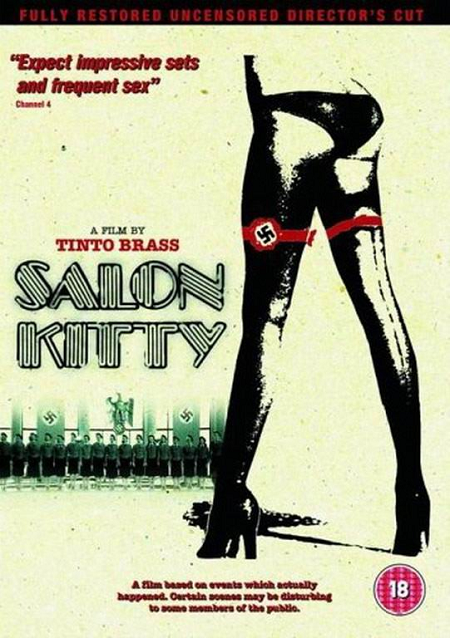 FULLY RESTORED UNCENSORED DIRECTOR'S CUT
"Expect impressive sets
and frequent sex"
Channel 4
A FILM BY
TINTO BRASS
SALON
KITTY
A film based on events which actually
happened. Certain scenes may be disturbing
to some members of the public.
18